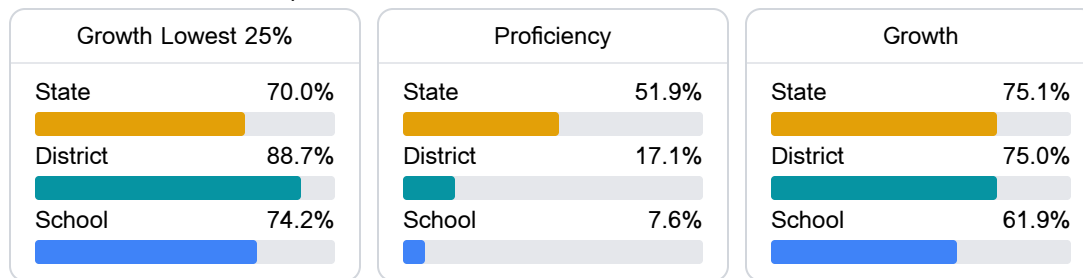 Growth Lowest 25%
State 70.0%
District 88.7%
School 74.2%
Proficiency
State 51.9%
District 17.1%
School 7.6%
Growth
State 75.1%
District 75.0%
School 61.9%